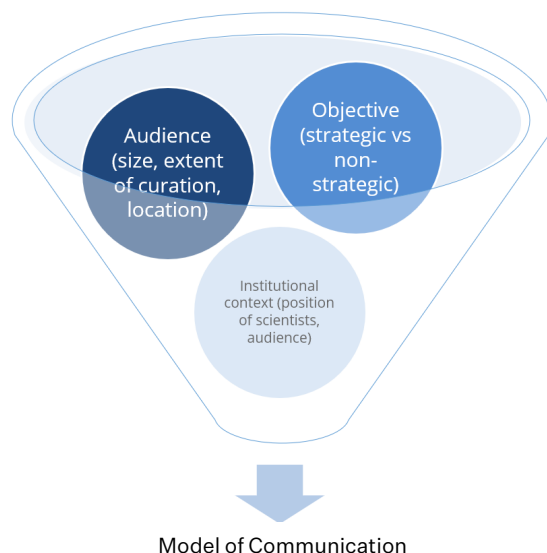 Audience
(size, extent
of curation,
location)
Objective
(strategic vs
non-
strategic)
Institutional
context (position
of scientists,
audience)
Model of Communication